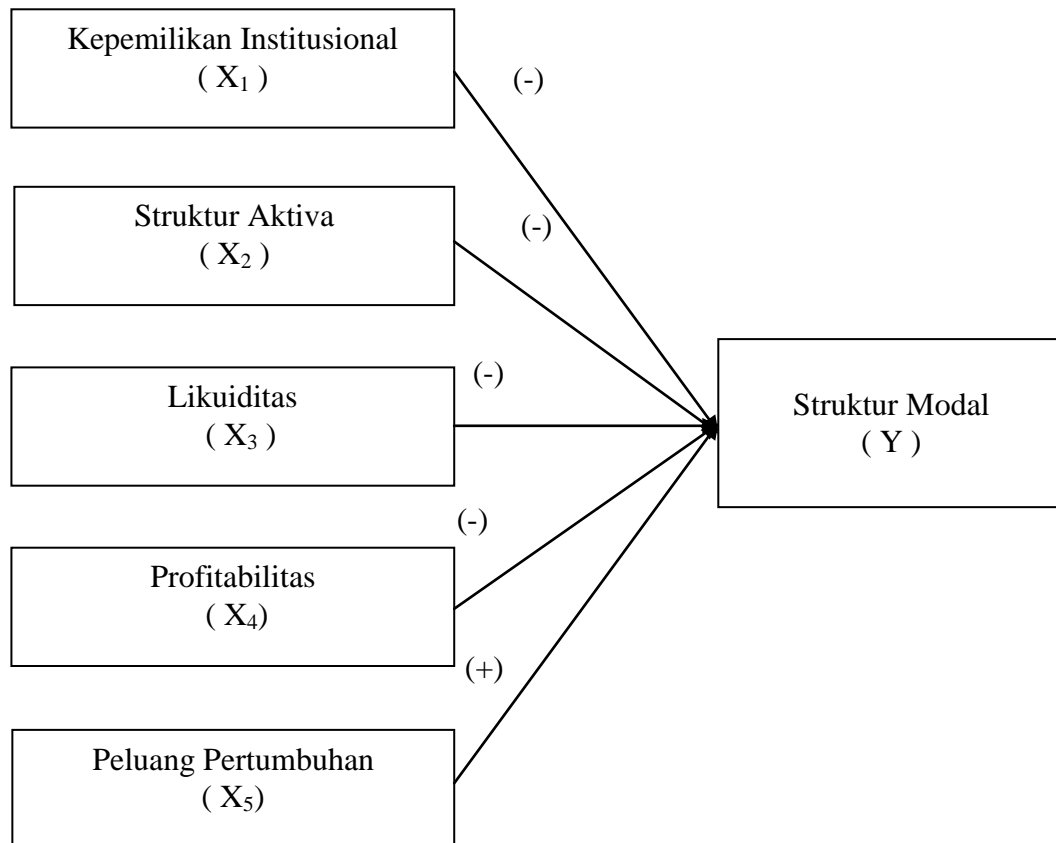 Kepemilikan Institusional
( X₁ )
(-)
Struktur Aktiva
( X₂ )
(-)
Likuiditas
( X₃ )
(-)
Struktur Modal
( Y )
Profitabilitas
( X₄)
(-)
Peluang Pertumbuhan
( X₅)
(+)